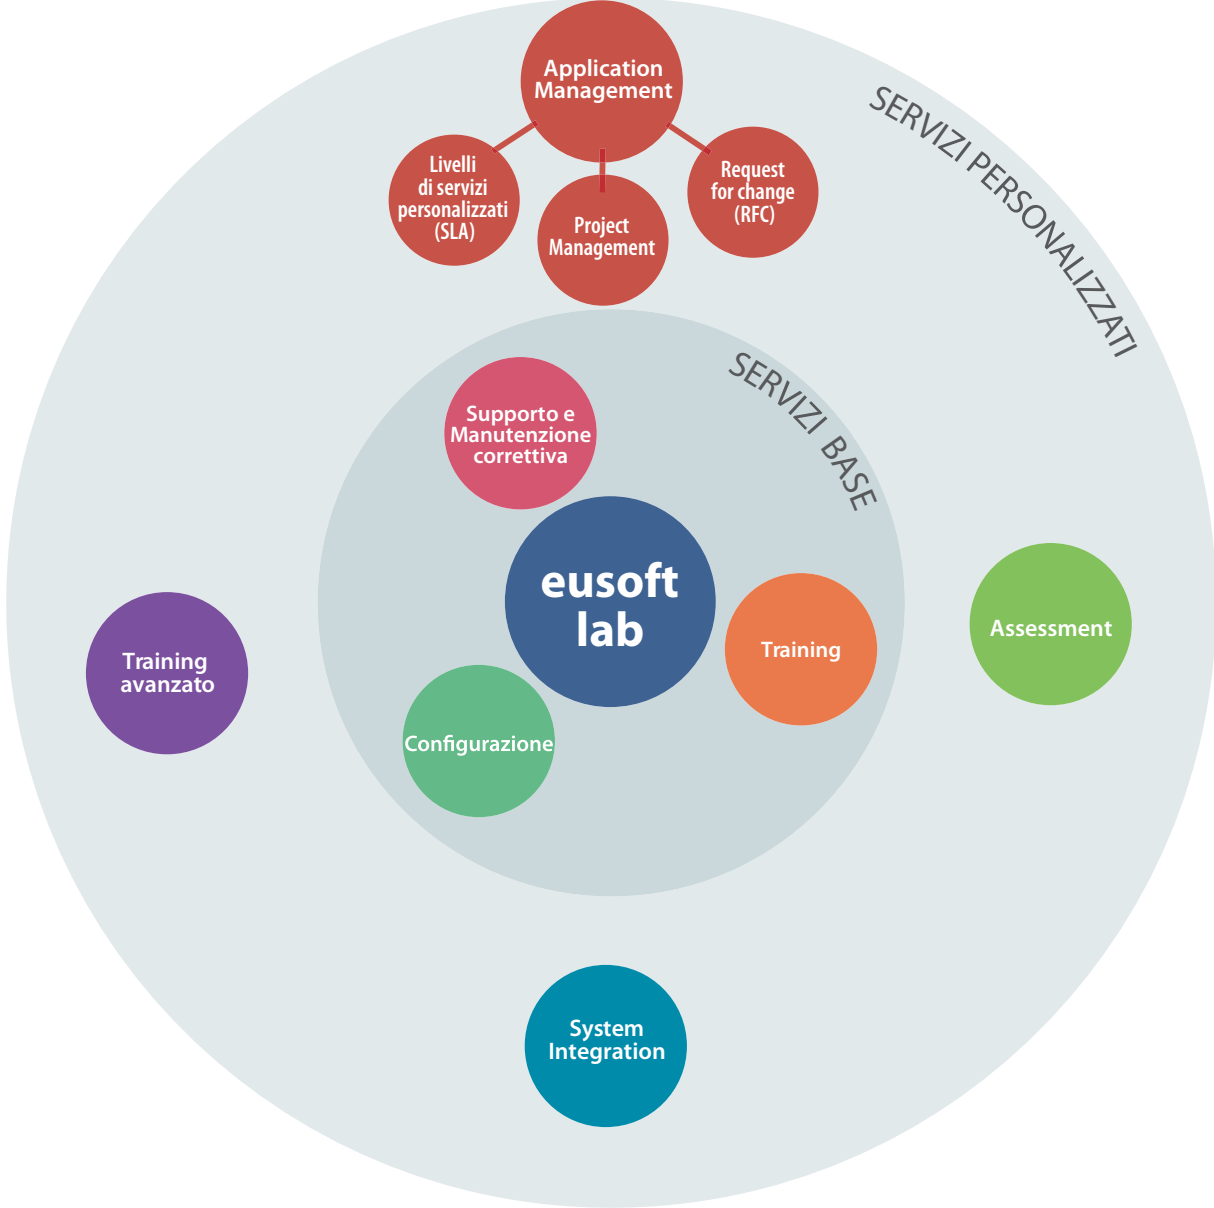 Application
Management
Livelli
di servizi
personalizzati
(SLA)
Project
Management
Request
for change
(RFC)
SERVIZI PERSONALIZZATI
SERVIZI BASE
Supporto e
Manutenzione
correttiva
eusoft
lab
Training
Configurazione
Assessment
Training
avanzato
System
Integration